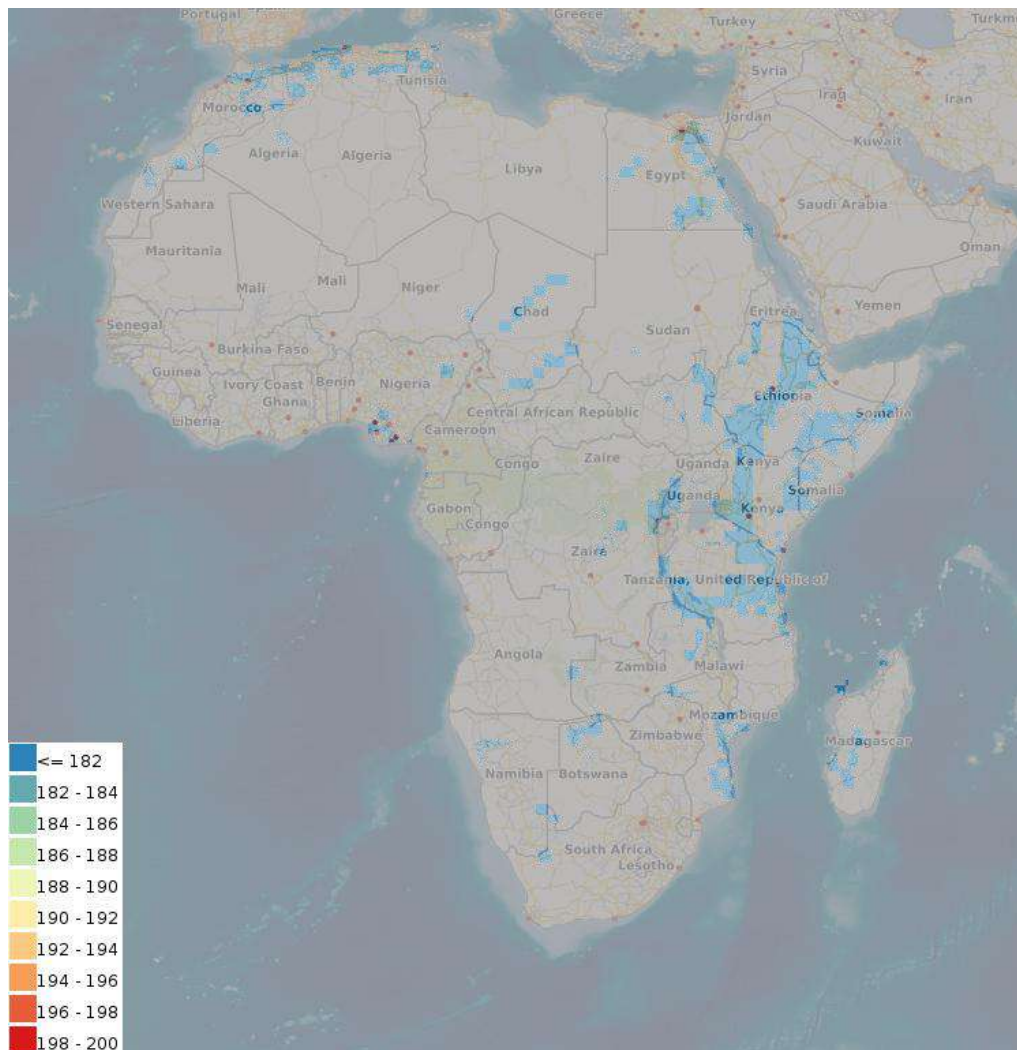 Portugal
Greece
Turkey
Turkm
Syria
Tunisia
Iraq
Iran
Morocco
Jordan
Kuwait
Algeria
Algeria
Libya
Egypt
Western Sahara
Saudi Arabia
Mauritania
Oman
Mali
Mali
Niger
Chad
Yemen
Eritrea
Senegal
Sudan
Burkina Faso
Guinea
Ivory Coast
Benin
Nigeria
Ghana
Ethiopia
Liberia
Somalia
Central African Republic
Cameroon
Congo
Zaire
Uganda
Kenya
Uganda
Somalia
Gabon
Kenya
Congo
Zaire
Tanzania, United Republic of
Angola
Zambia
Malawi
Mozambique
Zimbabwe
Madagascar
Namibia
Botswana
South Africa
Lesotho
<= 182
182 - 184
184 - 186
186 - 188
188 - 190
190 - 192
192 - 194
194 - 196
196 - 198
198 - 200